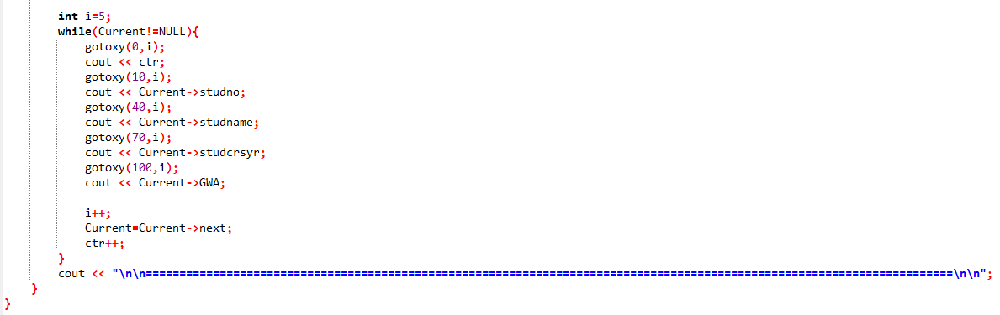 int i=5;
while(Current!=NULL){
gotoxy(0,i);
cout << ctr;
gotoxy(10,i);
cout << Current->studno;
gotoxy(40,i);
cout << Current->studname;
gotoxy(70,i);
cout << Current->studcrsyr;
gotoxy(100,i);
cout << Current->GWA;
i++;
Current=Current->next;
ctr++;
}
cout << "\n\n========================================================================================================================\n\n";
}
}